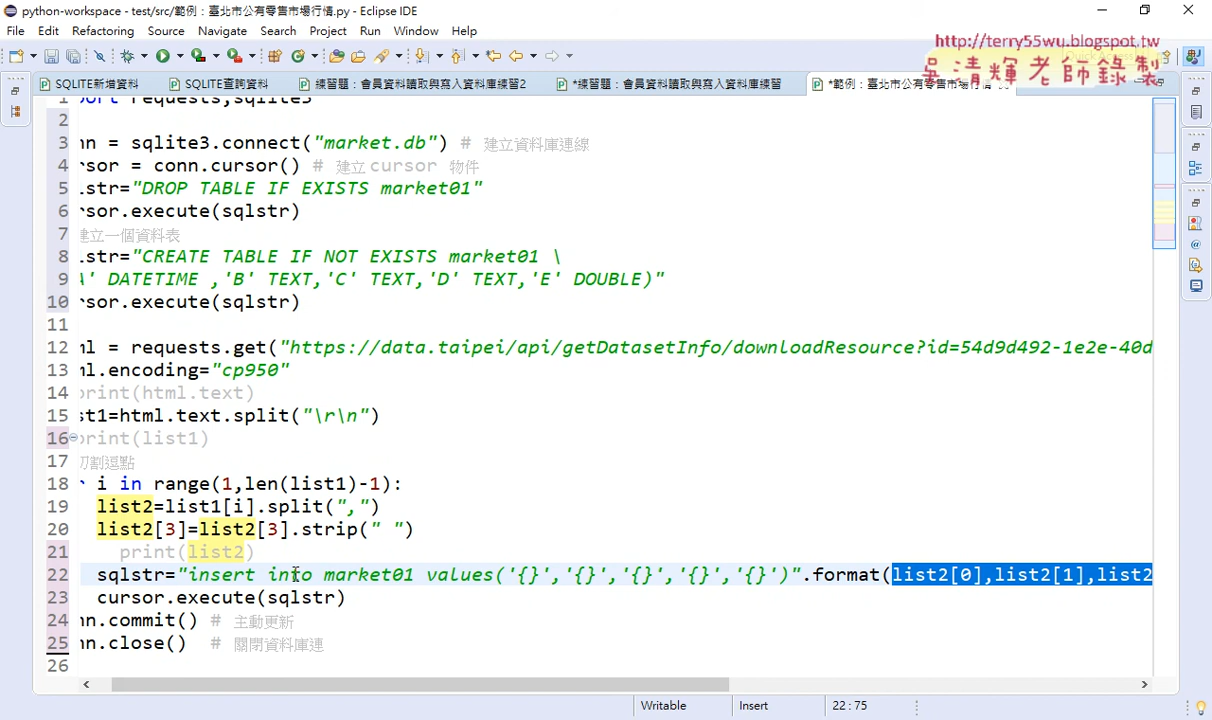 python-workspace - test/src/範例：臺北市公有零售市場行情.py - Eclipse IDE
File Edit Refactoring Source Navigate Search Project Run Window Help
http://terry55wu.blogspot.tw
吳清輝老師錄製
SQLITE新增資料 SQLITE查詢資料 練習題：會員資料讀取與寫入資料庫練習2 *練習題：會員資料讀取與寫入資料庫練習 *範例：臺北市公有零售市場行情
1 port requests,sqlite3
2
3 nn = sqlite3.connect("market.db") # 建立資料庫連線
4 rsor = conn.cursor() # 建立 cursor 物件
5 lstr="DROP TABLE IF EXISTS market01"
6 rsor.execute(sqlstr)
7 建立一個資料表
8 lstr="CREATE TABLE IF NOT EXISTS market01 \
9 A' DATETIME ,'B' TEXT,'C' TEXT,'D' TEXT,'E' DOUBLE)"
10 rsor.execute(sqlstr)
11
12 ml = requests.get("https://data.taipei/api/getDatasetInfo/downloadResource?id=54d9d492-1e2e-40d
13 ml.encoding="cp950"
14 print(html.text)
15 st1=html.text.split("\r\n")
16 print(list1)
17 切割逗點
18 r i in range(1,len(list1)-1):
19 list2=list1[i].split(",")
20 list2[3]=list2[3].strip(" ")
21 print(list2)
22 sqlstr="insert into market01 values('{}','{}','{}','{}','{}')".format(list2[0],list2[1],list2
23 cursor.execute(sqlstr)
24 nn.commit() # 主動更新
25 nn.close() # 關閉資料庫連
26
Writable Insert 22 : 75